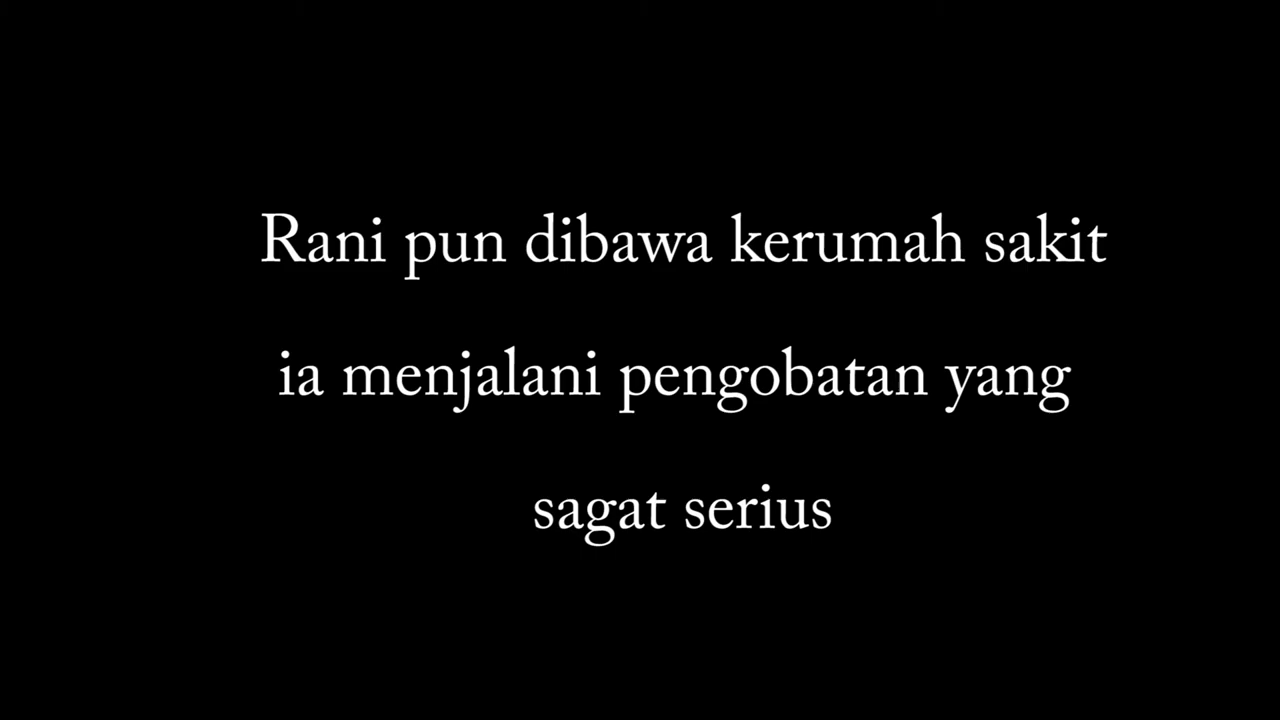 Rani pun dibawa kerumah sakit
ia menjalani pengobatan yang
sagat serius